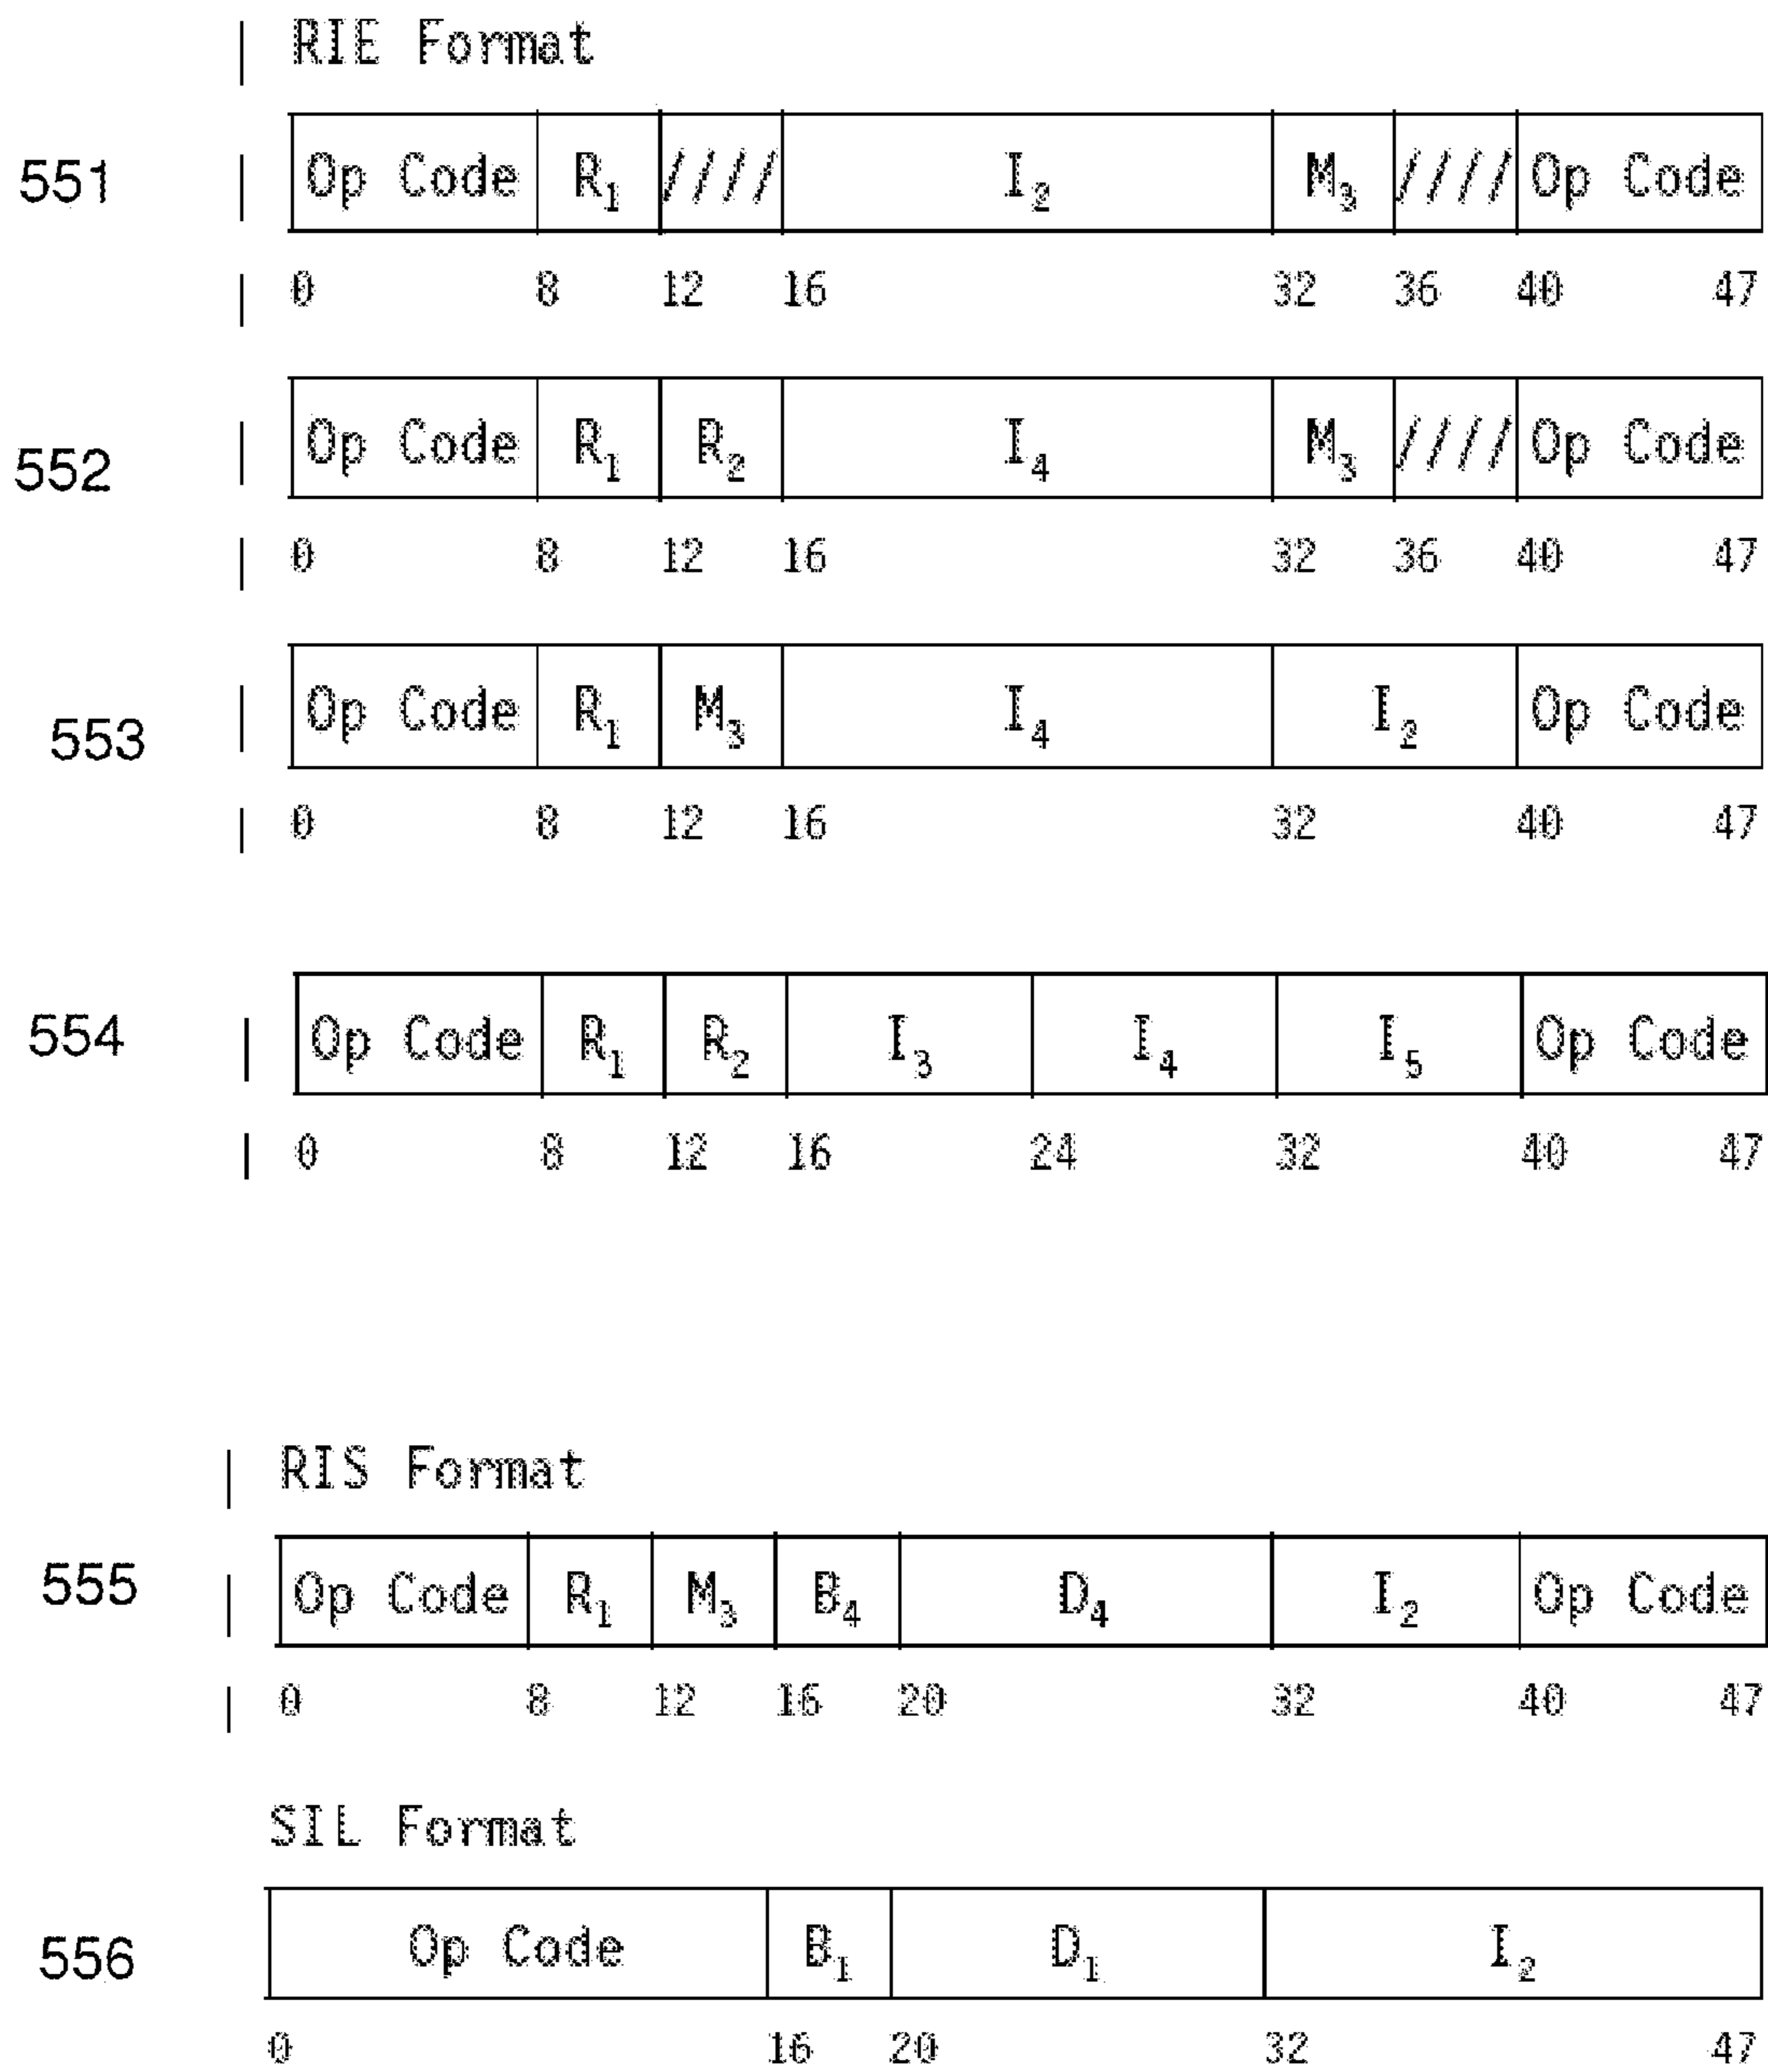 RIE Format
551 | Op Code R₁ //// I₂ M₃ //// Op Code
0 8 12 16 32 36 40 47
552 | Op Code R₁ R₂ I₄ M₃ //// Op Code
0 8 12 16 32 36 40 47
553 | Op Code R₁ M₃ I₄ I₂ Op Code
0 8 12 16 32 40 47
554 | Op Code R₁ R₂ I₃ I₄ I₅ Op Code
0 8 12 16 24 32 40 47
RIS Format
555 | Op Code R₁ M₃ B₄ D₄ I₂ Op Code
0 8 12 16 20 32 40 47
SIL Format
556 Op Code B₁ D₁ I₂
0 16 20 32 47